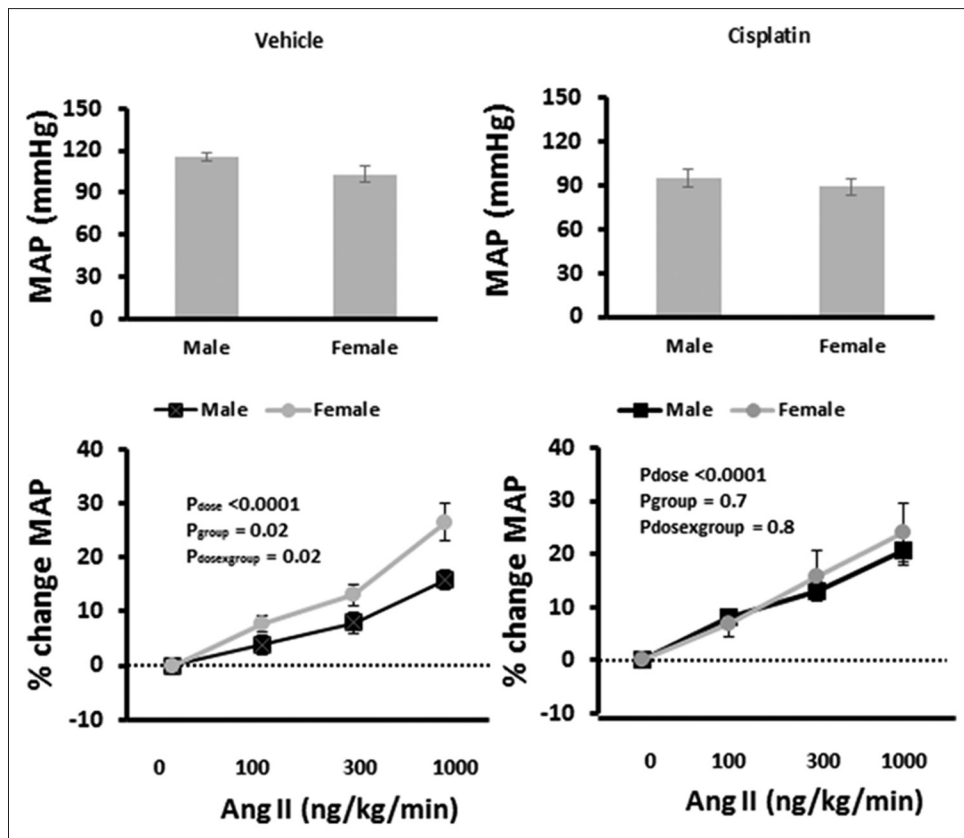 Vehicle
MAP (mmHg)
150
120
90
60
30
0
Male
Female
Cisplatin
MAP (mmHg)
150
120
90
60
30
0
Male
Female
Male
Female
% change MAP
40
30
20
10
0
-10
Pdose <0.0001
Pgroup = 0.02
Pdosexgroup = 0.02
0
100
300
1000
Ang II (ng/kg/min)
Male
Female
% change MAP
40
30
20
10
0
-10
Pdose <0.0001
Pgroup = 0.7
Pdosexgroup = 0.8
0
100
300
1000
Ang II (ng/kg/min)